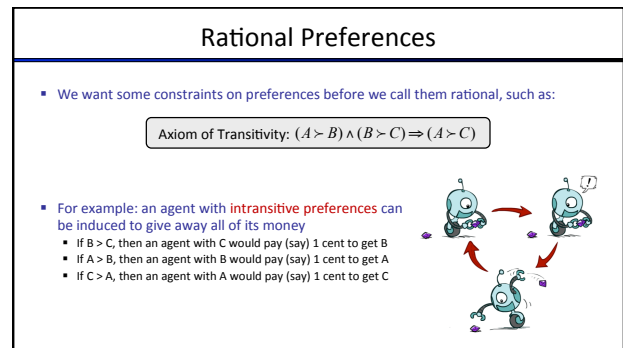 Rational Preferences
▪ We want some constraints on preferences before we call them rational, such as:
Axiom of Transitivity: (A ≻ B) ∧ (B ≻ C) ⇒ (A ≻ C)
▪ For example: an agent with intransitive preferences can
be induced to give away all of its money
▪ If B > C, then an agent with C would pay (say) 1 cent to get B
▪ If A > B, then an agent with B would pay (say) 1 cent to get A
▪ If C > A, then an agent with A would pay (say) 1 cent to get C
!